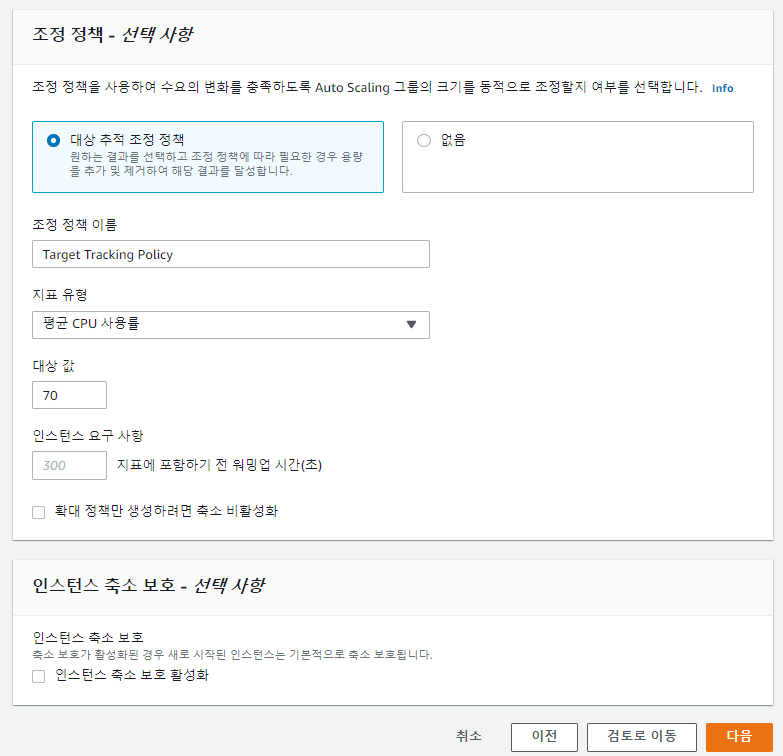 조정 정책 - 선택 사항
조정 정책을 사용하여 수요의 변화를 충족하도록 Auto Scaling 그룹의 크기를 동적으로 조정할지 여부를 선택합니다. Info
대상 추적 조정 정책
원하는 결과를 선택하고 조정 정책에 따라 필요한 경우 용량
을 추가 및 제거하여 해당 결과를 달성합니다.
없음
조정 정책 이름
Target Tracking Policy
지표 유형
평균 CPU 사용률
대상 값
70
인스턴스 요구 사항
300 지표에 포함하기 전 워밍업 시간(초)
확대 정책만 생성하려면 축소 비활성화
인스턴스 축소 보호 - 선택 사항
인스턴스 축소 보호
축소 보호가 활성화된 경우 새로 시작된 인스턴스는 기본적으로 축소 보호됩니다.
인스턴스 축소 보호 활성화
취소 이전 검토로 이동 다음